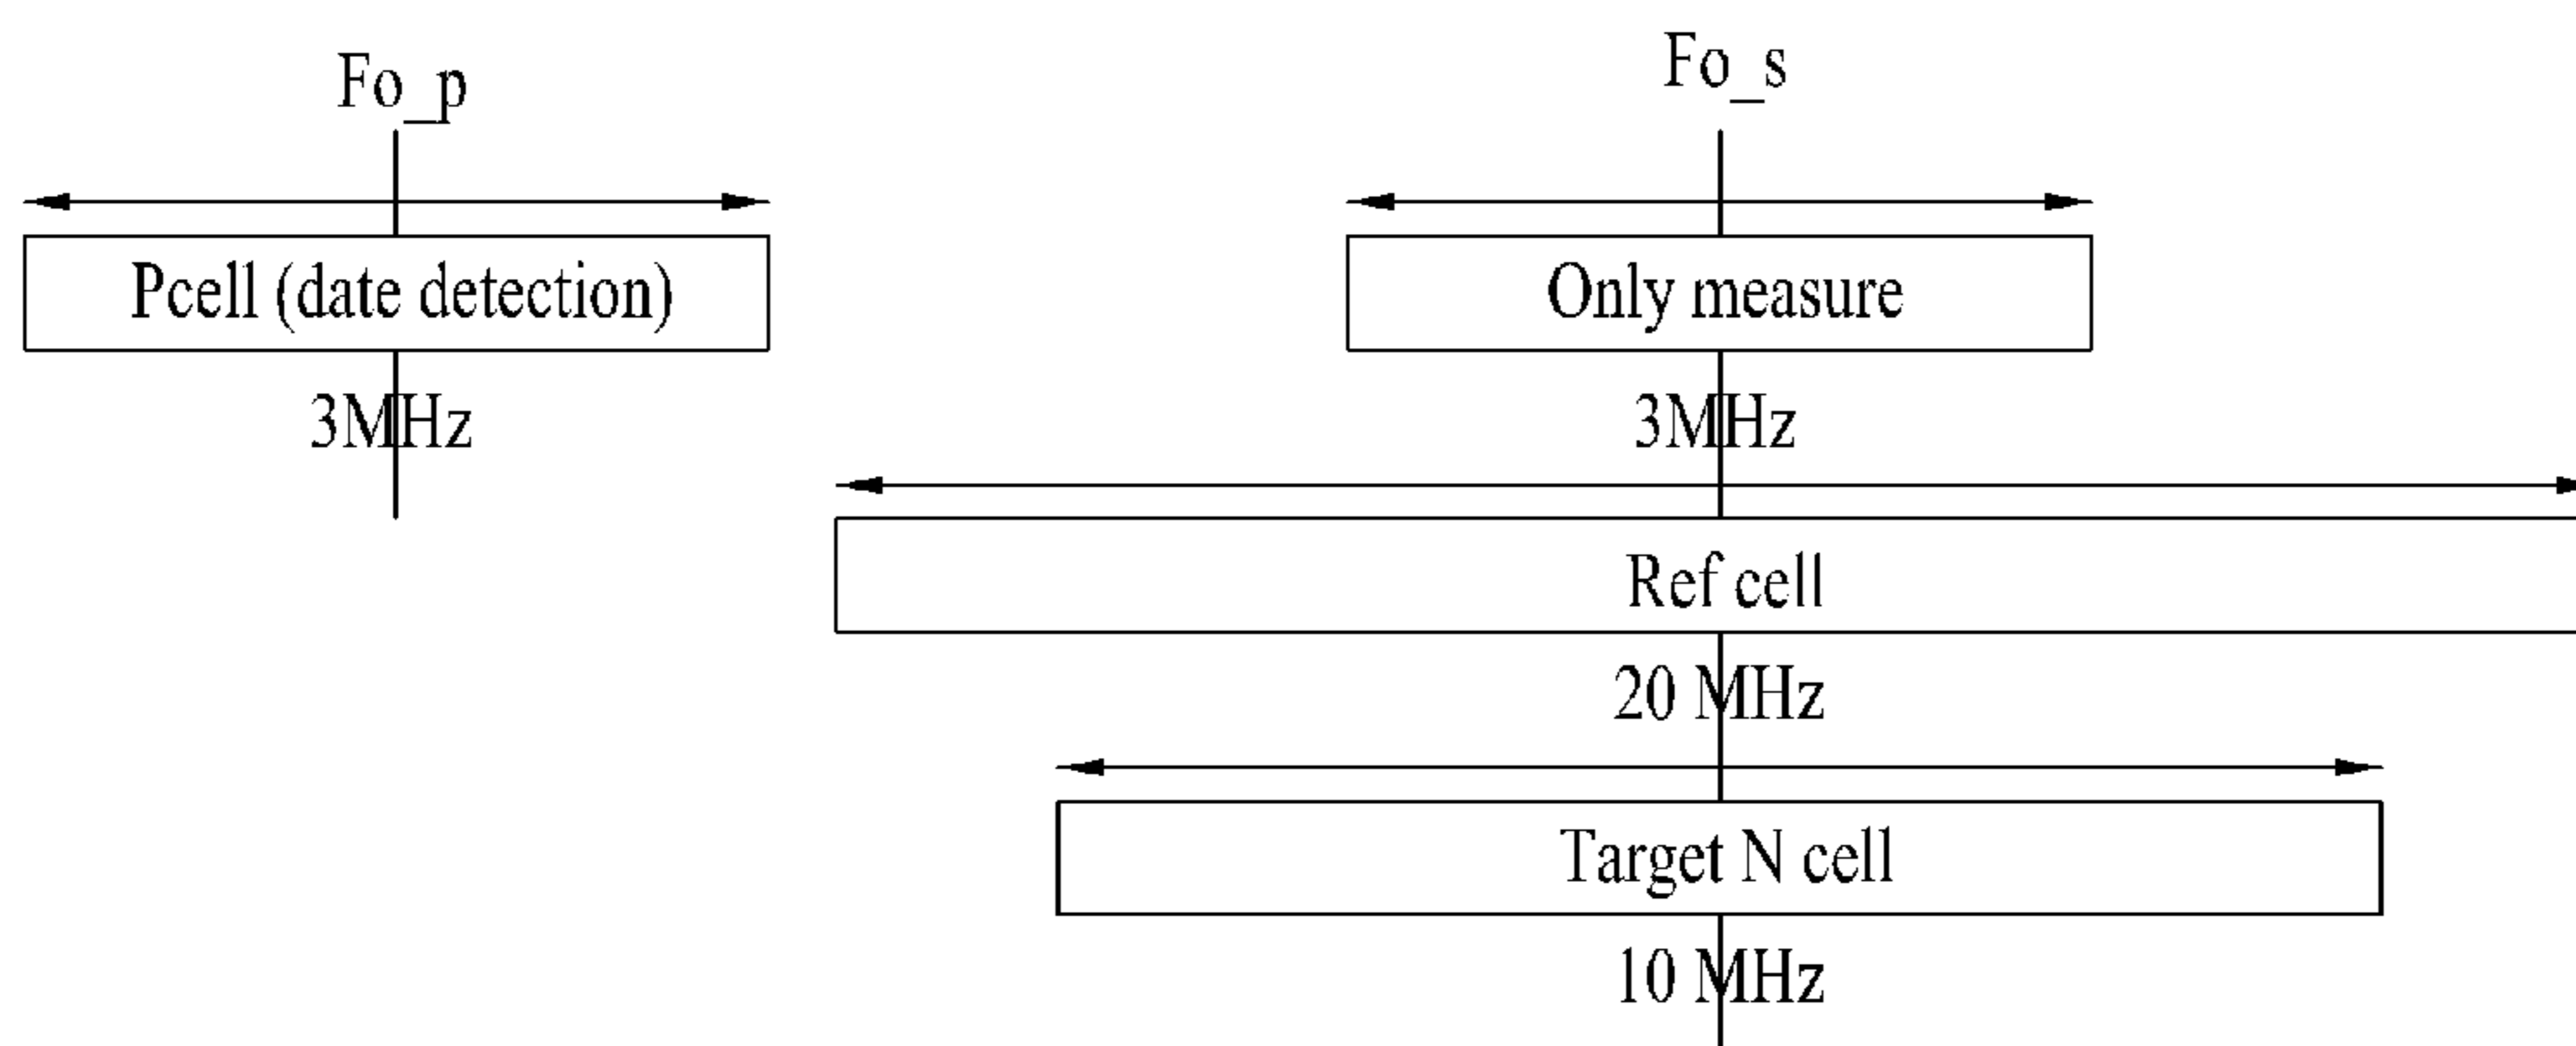 Fo_p
Fo_s
Pcell (date detection)
Only measure
3MHz
3MHz
Ref cell
20 MHz
Target N cell
10 MHz